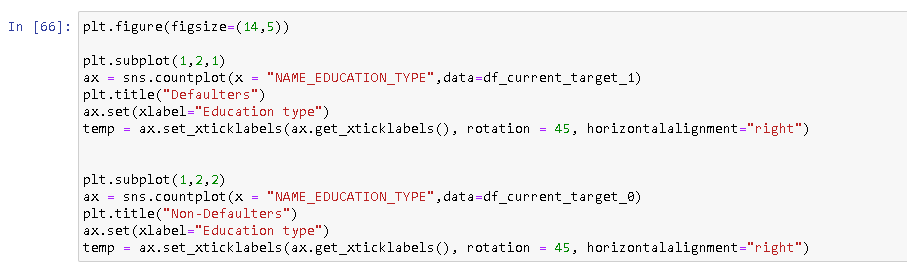 In [66]: plt.figure(figsize=(14,5))
plt.subplot(1,2,1)
ax = sns.countplot(x = "NAME_EDUCATION_TYPE",data=df_current_target_1)
plt.title("Defaulters")
ax.set(xlabel="Education type")
temp = ax.set_xticklabels(ax.get_xticklabels(), rotation = 45, horizontalalignment="right")
plt.subplot(1,2,2)
ax = sns.countplot(x = "NAME_EDUCATION_TYPE",data=df_current_target_0)
plt.title("Non-Defaulters")
ax.set(xlabel="Education type")
temp = ax.set_xticklabels(ax.get_xticklabels(), rotation = 45, horizontalalignment="right")